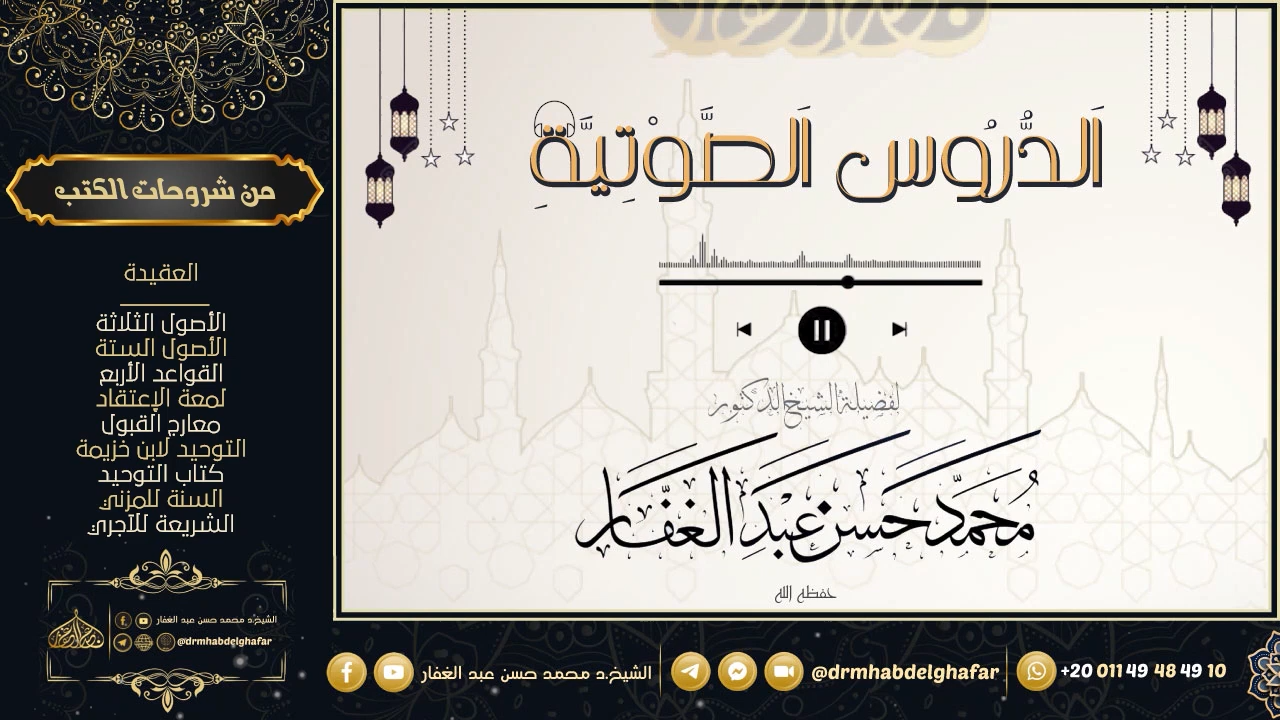 الدُّرُوس الصَّوْتِيَّة
لفضيلة الشيخ الدكتور
مُحَمَّد حسن عبْدَ الغَفَّار
حفظه الله
من شروحات الكتب
العقيدة
الأصول الثلاثة
الأصول الستة
القواعد الأربع
لمعة الإعتقاد
معارج القبول
التوحيد لابن خزيمة
كتاب التوحيد
السنة للمزني
الشريعة للآجري
الشيخ.د محمد حسن عبد الغفار
@drmhabdelghafar
الشيخ.د محمد حسن عبد الغفار
@drmhabdelghafar
+20 011 49 48 49 10